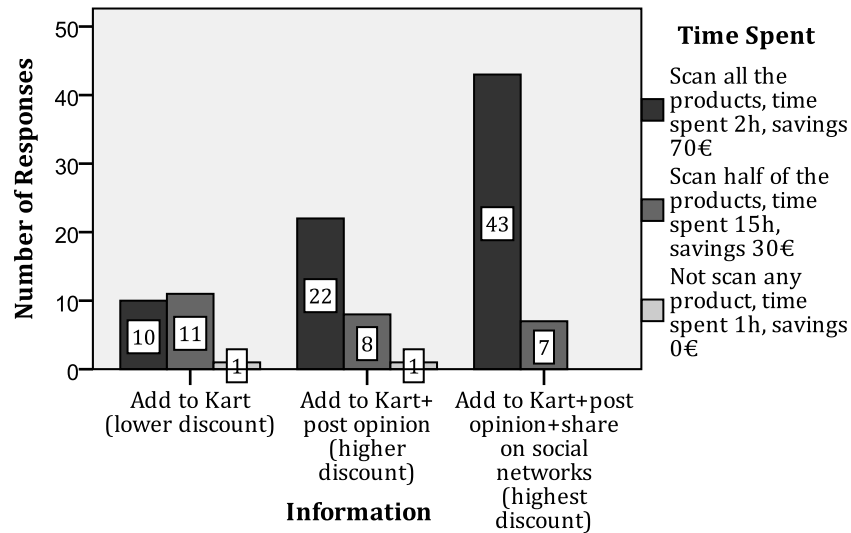 50
40
30
20
10
0
Number of Responses
10
11
1
22
8
1
43
7
Add to Kart
(lower discount)
Add to Kart+
post opinion
(higher
discount)
Add to Kart+post
opinion+share
on social
networks
(highest
discount)
Information
Time Spent
Scan all the
products, time
spent 2h, savings
70€
Scan half of the
products, time
spent 15h,
savings 30€
Not scan any
product, time
spent 1h, savings
0€